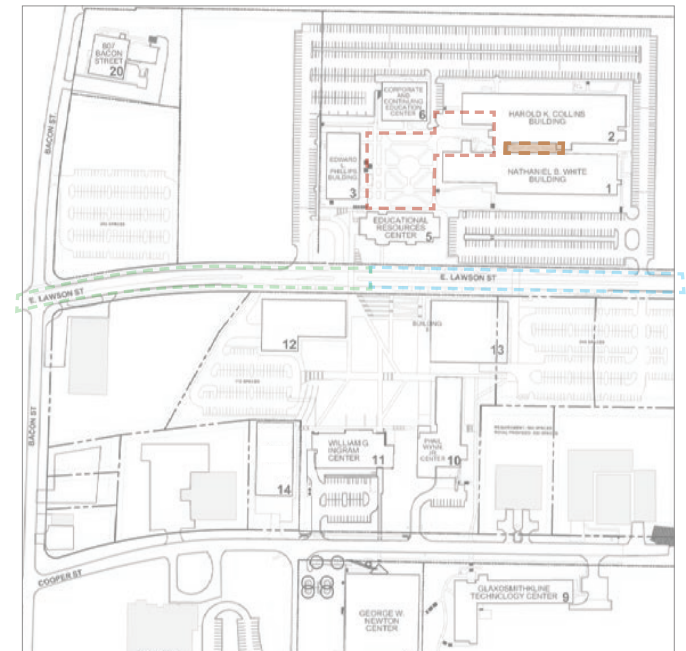 807
BACON
STREET
20
BACON ST.
CORPORATE
AND
CONTINUING
EDUCATION
CENTER
6
HAROLD K. COLLINS
BUILDING
2
EDWARD
L.
PHILLIPS
BUILDING
3
NATHANIEL B. WHITE
BUILDING
1
EDUCATIONAL
RESOURCES
CENTER
5
E. LAWSON ST
E. LAWSON ST
12
BUILDING
13
BACON ST
WILLIAM G.
INGRAM
CENTER
11
PHAIL
WYNN
JR
CENTER
10
14
COOPER ST
GLAXOSMITHKLINE
TECHNOLOGY CENTER
9
GEORGE W.
NEWTON
CENTER